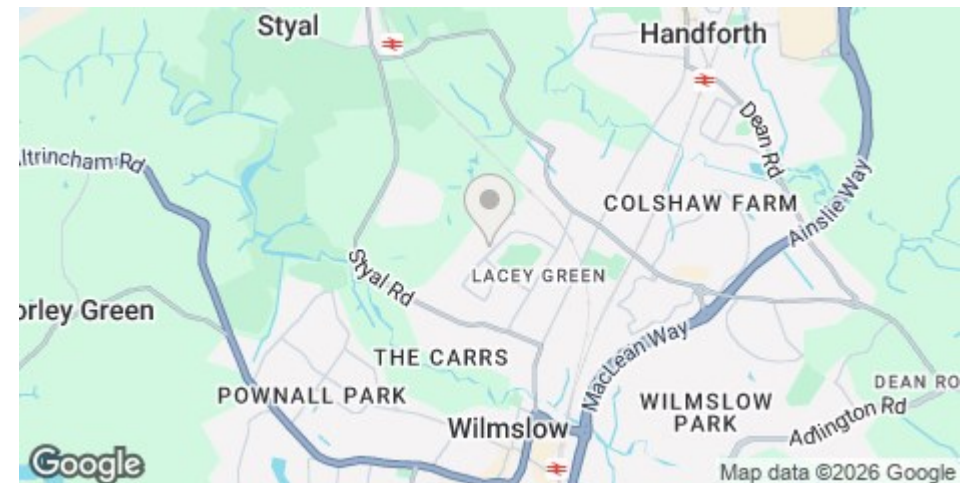 Styal
Handforth
Dean Rd
ltrincham Rd
COLSHAW FARM
Ainslie Way
LACEY GREEN
Styal Rd
orley Green
THE CARRS
MacLean Way
POWNALL PARK
DEAN RO
WILMSLOW
PARK
Adlington Rd
Wilmslow
Google
Map data ©2026 Google